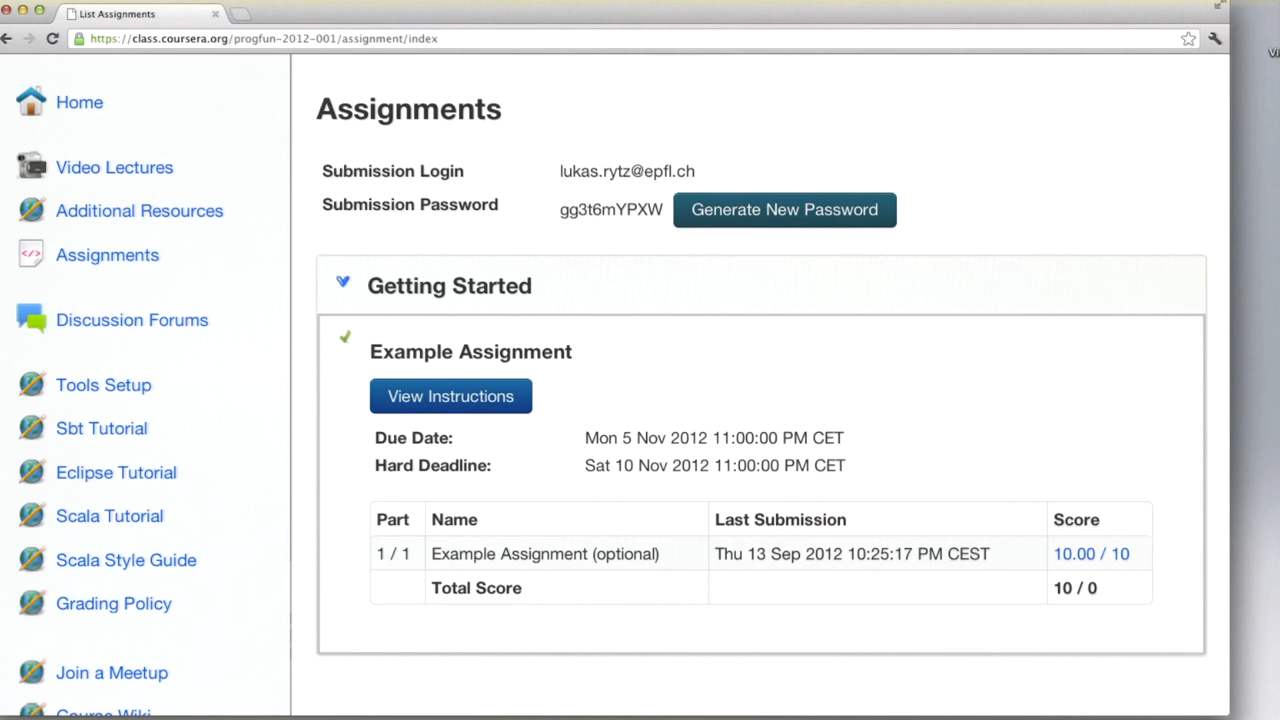 List Assignments
https://class.coursera.org/progfun-2012-001/assignment/index
Home
Video Lectures
Additional Resources
Assignments
Discussion Forums
Tools Setup
Sbt Tutorial
Eclipse Tutorial
Scala Tutorial
Scala Style Guide
Grading Policy
Join a Meetup
Course Wiki
Assignments
Submission Login lukas.rytz@epfl.ch
Submission Password gg3t6mYPXW Generate New Password
Getting Started
Example Assignment
View Instructions
Due Date: Mon 5 Nov 2012 11:00:00 PM CET
Hard Deadline: Sat 10 Nov 2012 11:00:00 PM CET
Part Name Last Submission Score
1 / 1 Example Assignment (optional) Thu 13 Sep 2012 10:25:17 PM CEST 10.00 / 10
Total Score 10 / 0